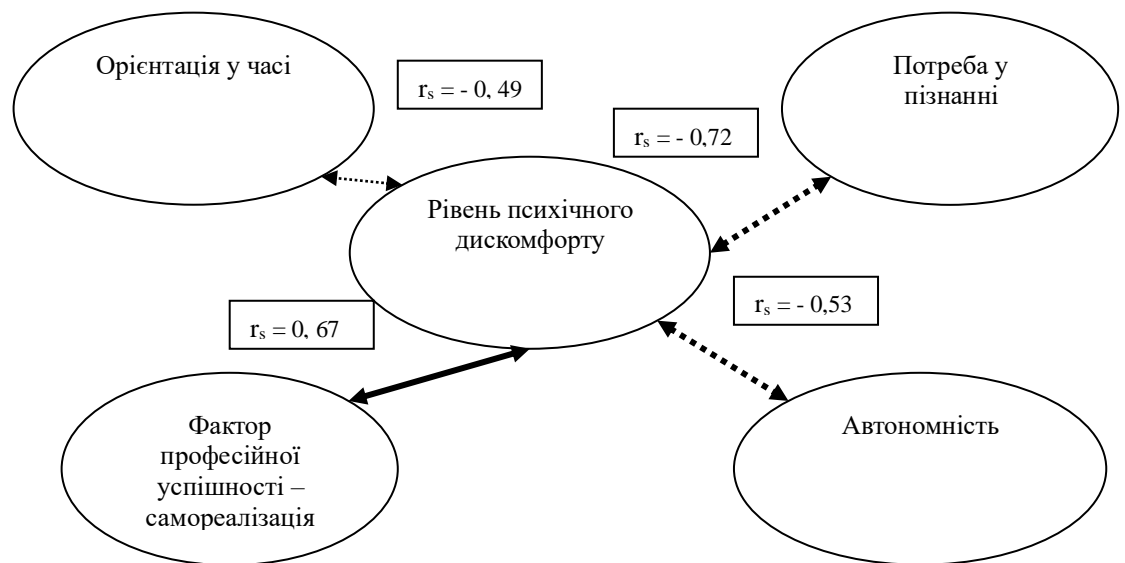 Орієнтація у часі
rₛ = - 0, 49
Потреба у
пізнанні
rₛ = - 0,72
Рівень психічного
дискомфорту
rₛ = - 0,53
rₛ = 0, 67
Фактор
професійної
успішності –
самореалізація
Автономність